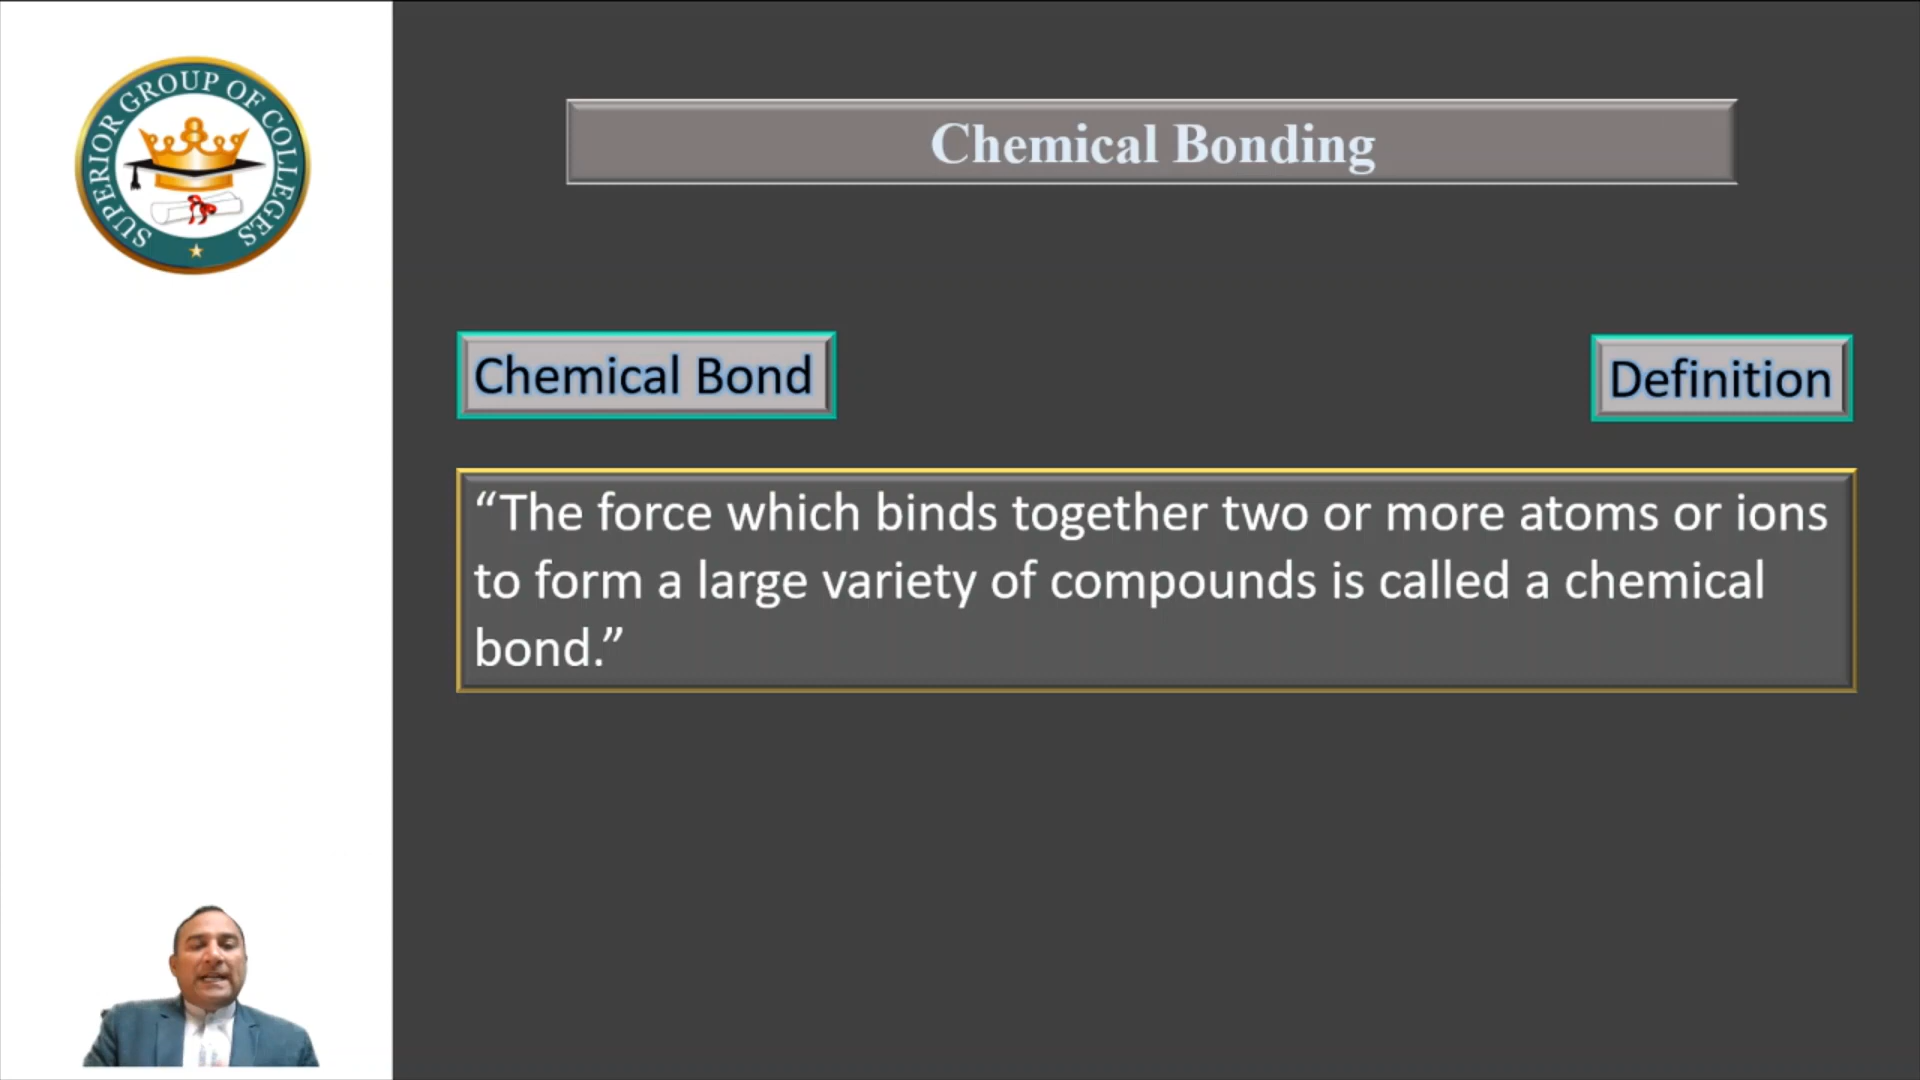 SUPERIOR GROUP OF COLLEGES
Chemical Bonding
Chemical Bond
Definition
“The force which binds together two or more atoms or ions
to form a large variety of compounds is called a chemical
bond.”